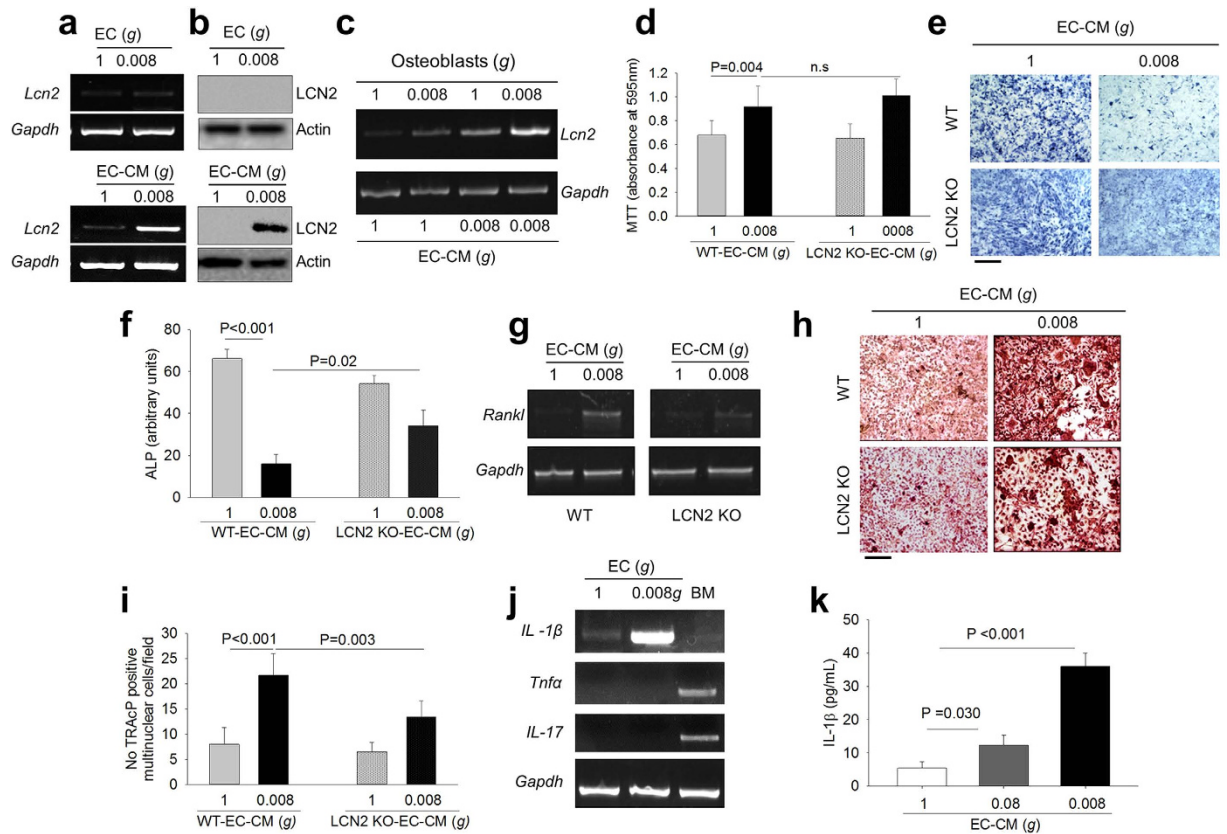 a
EC (g)
1 0.008
Lcn2
Gapdh
EC-CM (g)
1 0.008
Lcn2
Gapdh
b
EC (g)
1 0.008
LCN2
Actin
EC-CM (g)
1 0.008
LCN2
Actin
c
Osteoblasts (g)
1 0.008 1 0.008
Lcn2
Gapdh
1 1 0.008 0.008
EC-CM (g)
d
MTT (absorbance at 595nm)
1.2
1.0
0.8
0.6
0.4
0.2
0.0
P=0.004
n.s
1 0.008 1 0008
WT-EC-CM (g) LCN2 KO-EC-CM (g)
e
EC-CM (g)
1 0.008
WT
LCN2 KO
f
ALP (arbitrary units)
80
60
40
20
0
P<0.001
P=0.02
1 0.008 1 0.008
WT-EC-CM (g) LCN2 KO-EC-CM (g)
g
EC-CM (g) EC-CM (g)
1 0.008 1 0.008
Rankl
Gapdh
WT LCN2 KO
h
EC-CM (g)
1 0.008
WT
LCN2 KO
i
No TRAcP positive
multinuclear cells/field
30
25
20
15
10
5
0
P<0.001
P=0.003
1 0.008 1 0.008
WT-EC-CM (g) LCN2 KO-EC-CM (g)
j
EC (g)
1 0.008g BM
IL -1β
Tnfα
IL-17
Gapdh
k
IL-1β (pg/mL)
50
40
30
20
10
0
P <0.001
P =0.030
1 0.08 0.008
EC-CM (g)